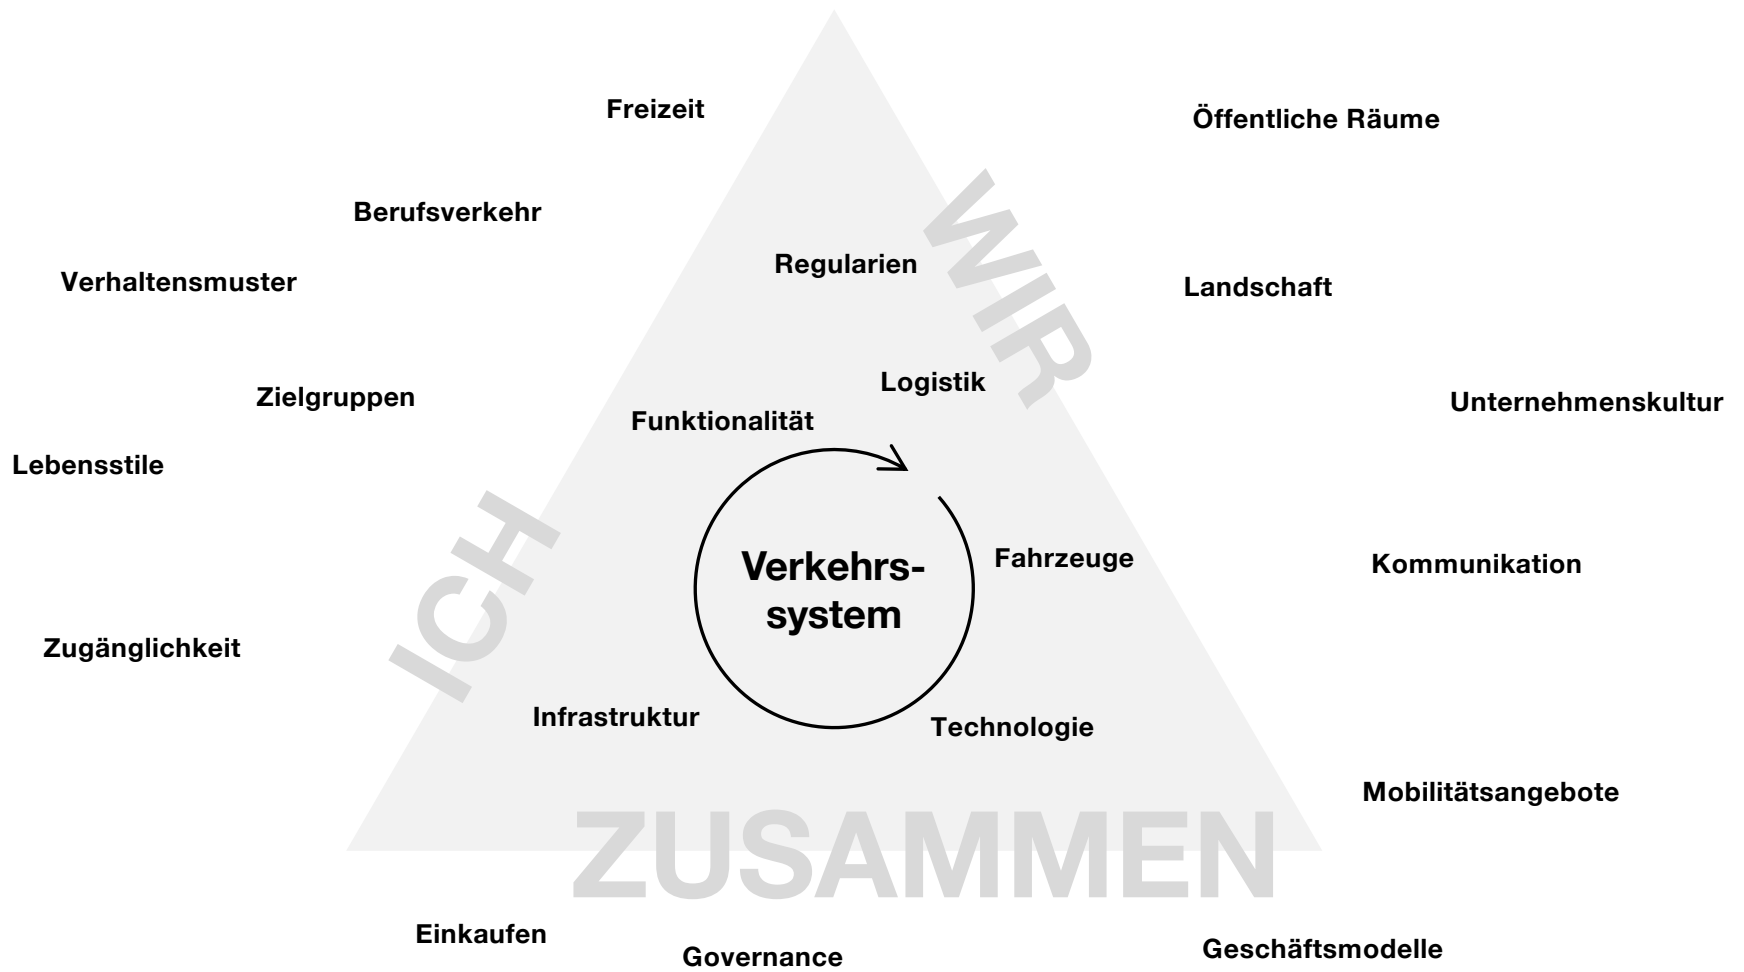 Freizeit
Öffentliche Räume
Berufsverkehr
WIR
Regularien
Verhaltensmuster
Landschaft
Logistik
Zielgruppen
Unternehmenskultur
Funktionalität
Lebensstile
ICH
Verkehrs-
system
Fahrzeuge
Kommunikation
Zugänglichkeit
Infrastruktur
Technologie
Mobilitätsangebote
ZUSAMMEN
Einkaufen
Governance
Geschäftsmodelle